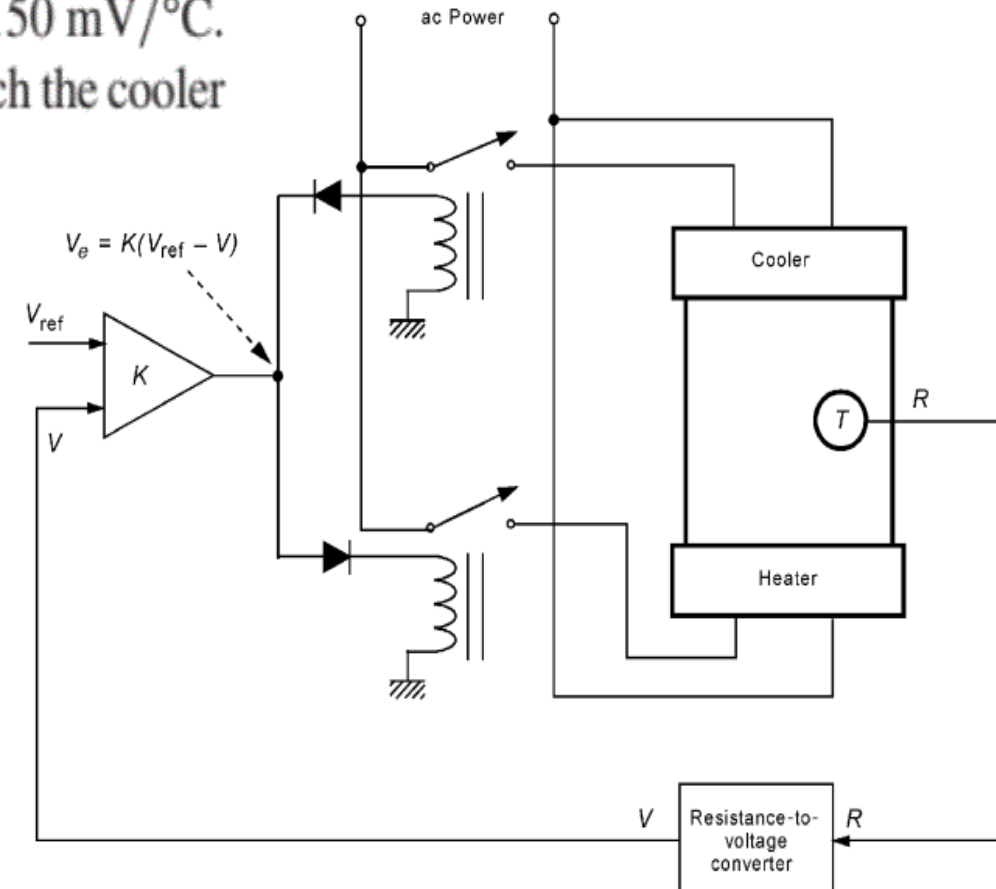 50 mV/°C.
ch the cooler
ac Power
Cooler
Ve = K(Vref – V)
Vref
K
V
T
R
Heater
V
R
Resistance-to-
voltage
converter